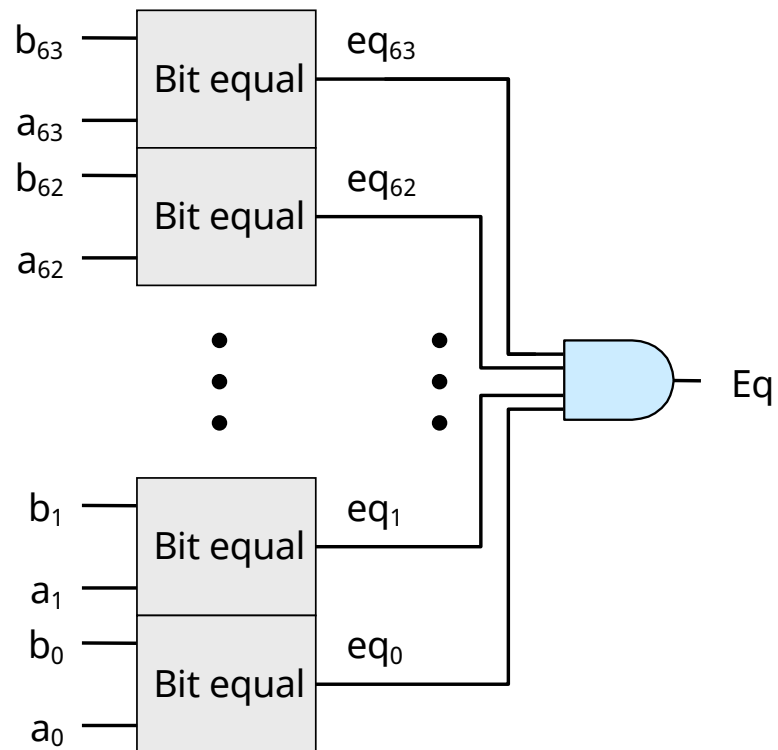 b₆₃
eq₆₃
Bit equal
a₆₃
b₆₂
eq₆₂
Bit equal
a₆₂
Eq
b₁
eq₁
Bit equal
a₁
b₀
eq₀
Bit equal
a₀